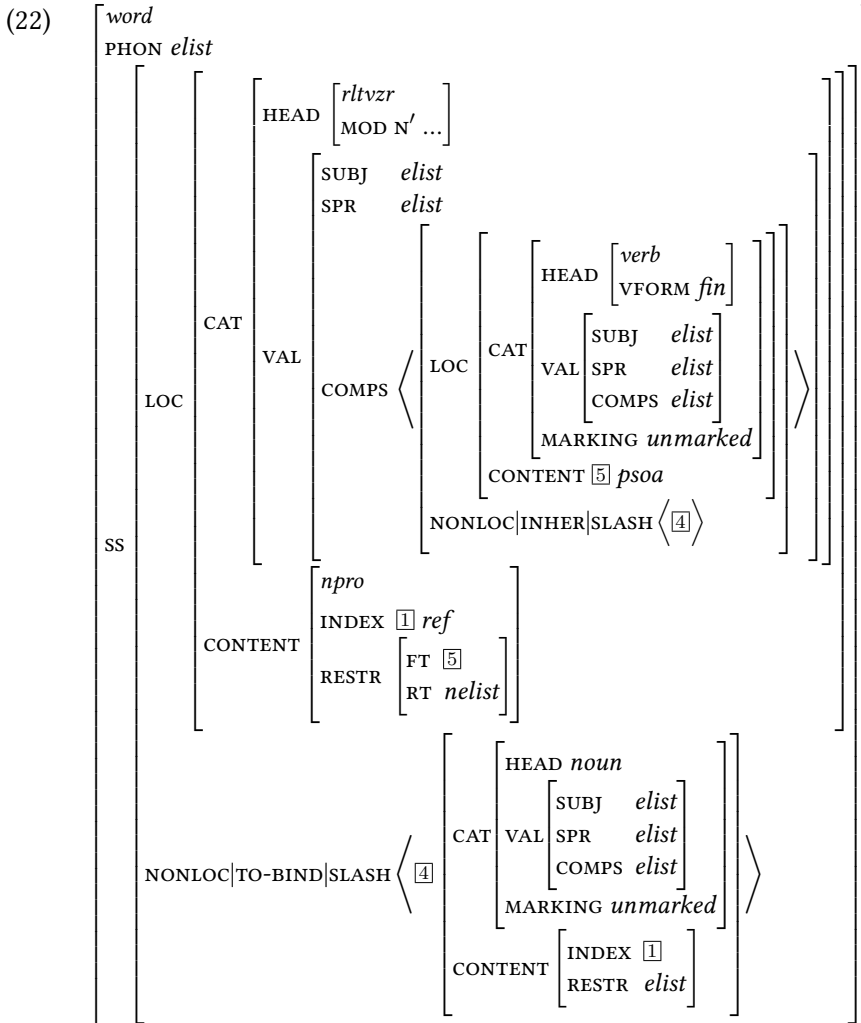 (22)
word
PHON elist
HEAD
rltvzr
MOD N′ ...
SUBJ elist
SPR elist
HEAD
verb
VFORM fin
CAT
VAL
COMPS
LOC
CAT
VAL
SUBJ elist
SPR elist
COMPS elist
LOC
MARKING unmarked
CONTENT 5 psoa
NONLOC|INHER|SLASH ⟨ 4 ⟩
SS
npro
INDEX 1 ref
CONTENT
RESTR
FT 5
RT nelist
HEAD noun
NONLOC|TO-BIND|SLASH ⟨ 4
CAT
VAL
SUBJ elist
SPR elist
COMPS elist
⟩
MARKING unmarked
CONTENT
INDEX 1
RESTR elist